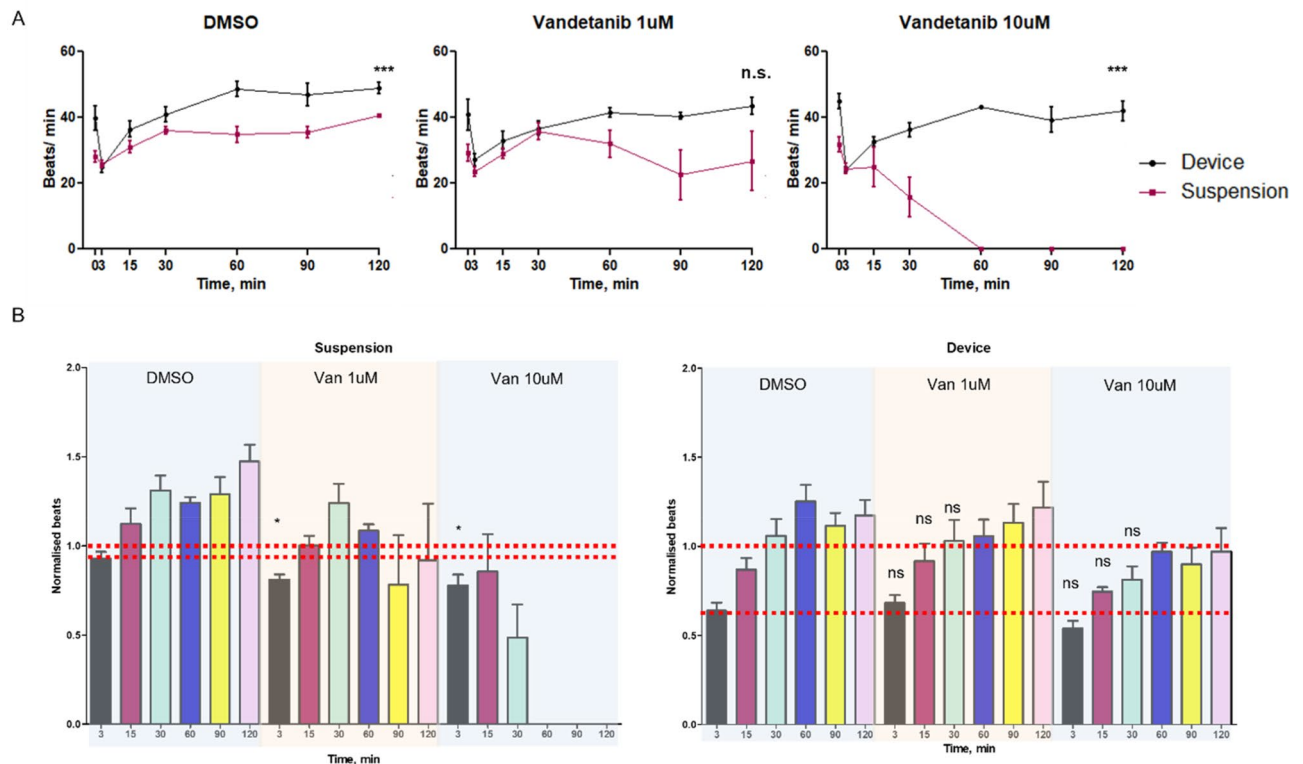 A
DMSO
Vandetanib 1uM
Vandetanib 10uM
60
40
20
0
Beats/ min
***
03 15 30 60 90 120
Time, min
60
40
20
0
Beats/ min
n.s.
03 15 30 60 90 120
Time, min
60
40
20
0
Beats/ min
***
03 15 30 60 90 120
Time, min
Device
Suspension
B
Suspension
DMSO
Van 1uM
Van 10uM
2.0
1.5
1.0
0.5
0.0
Normalised beats
*
*
3 15 30 60 90 120 3 15 30 60 90 120 3 15 30 60 90 120
Time, min
Device
DMSO
Van 1uM
Van 10uM
2.0
1.5
1.0
0.5
0.0
Normalised beats
ns
ns
ns
ns
ns
ns
3 15 30 60 90 120 3 15 30 60 90 120 3 15 30 60 90 120
Time, min